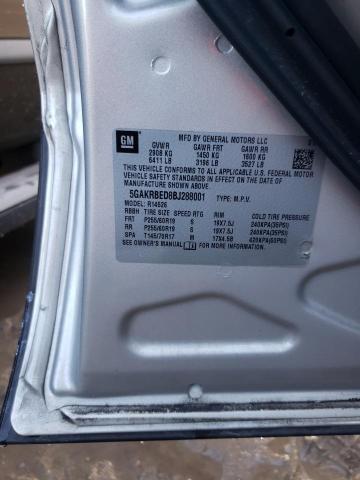 GM
MFD BY GENERAL MOTORS LLC
GVWR GAWR FRT GAWR RR
2908 KG 1450 KG 1600 KG
6411 LB 3196 LB 3527 LB
THIS VEHICLE CONFORMS TO ALL APPLICABLE U.S. FEDERAL MOTOR
VEHICLE SAFETY AND THEFT PREVENTION STANDARDS IN EFFECT ON THE DATE OF
MANUFACTURE SHOWN ABOVE.
5GAKRBED8BJ288001 TYPE: M.P.V.
MODEL: R14526
RBBH TIRE SIZE SPEED RTG RIM COLD TIRE PRESSURE
FRT P255/60R19 S 19X7.5J 240KPA(35PSI)
RR P255/60R19 S 19X7.5J 240KPA(35PSI)
SPA T145/70R17 M 17X4.5B 420KPA(60PSI)
SEE OWNER'S MANUAL FOR MORE INFORMATION.